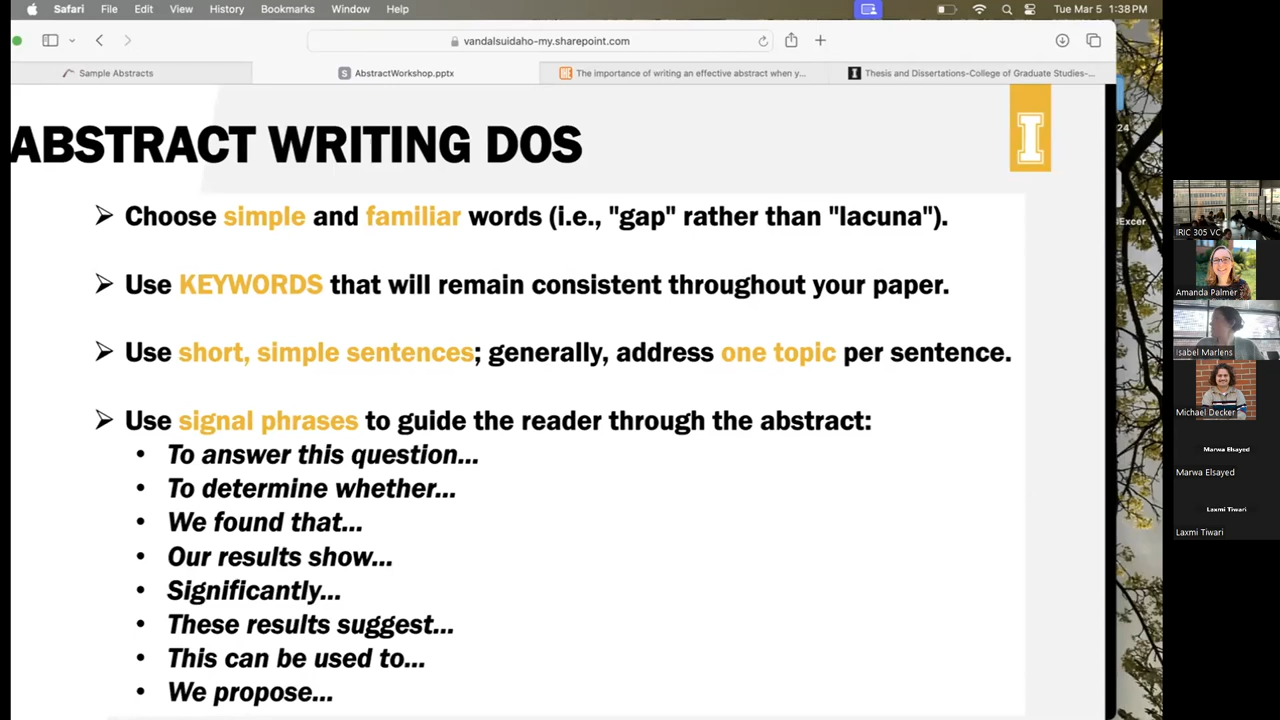 Safari File Edit View History Bookmarks Window Help Tue Mar 5 1:38 PM
vandalsuidaho-my.sharepoint.com
Sample Abstracts
S AbstractWorkshop.pptx
THE The importance of writing an effective abstract when y...
I Thesis and Dissertations-College of Graduate Studies-...
I
ABSTRACT WRITING DOS
➢ Choose simple and familiar words (i.e., "gap" rather than "lacuna").
➢ Use KEYWORDS that will remain consistent throughout your paper.
➢ Use short, simple sentences; generally, address one topic per sentence.
➢ Use signal phrases to guide the reader through the abstract:
• To answer this question...
• To determine whether...
• We found that...
• Our results show...
• Significantly...
• These results suggest...
• This can be used to...
• We propose...
24
Excer
IRIC 305 VC
Amanda Palmer
Isabel Marlens
Michael Decker
Marwa Elsayed
Marwa Elsayed
Laxmi Tiwari
Laxmi Tiwari